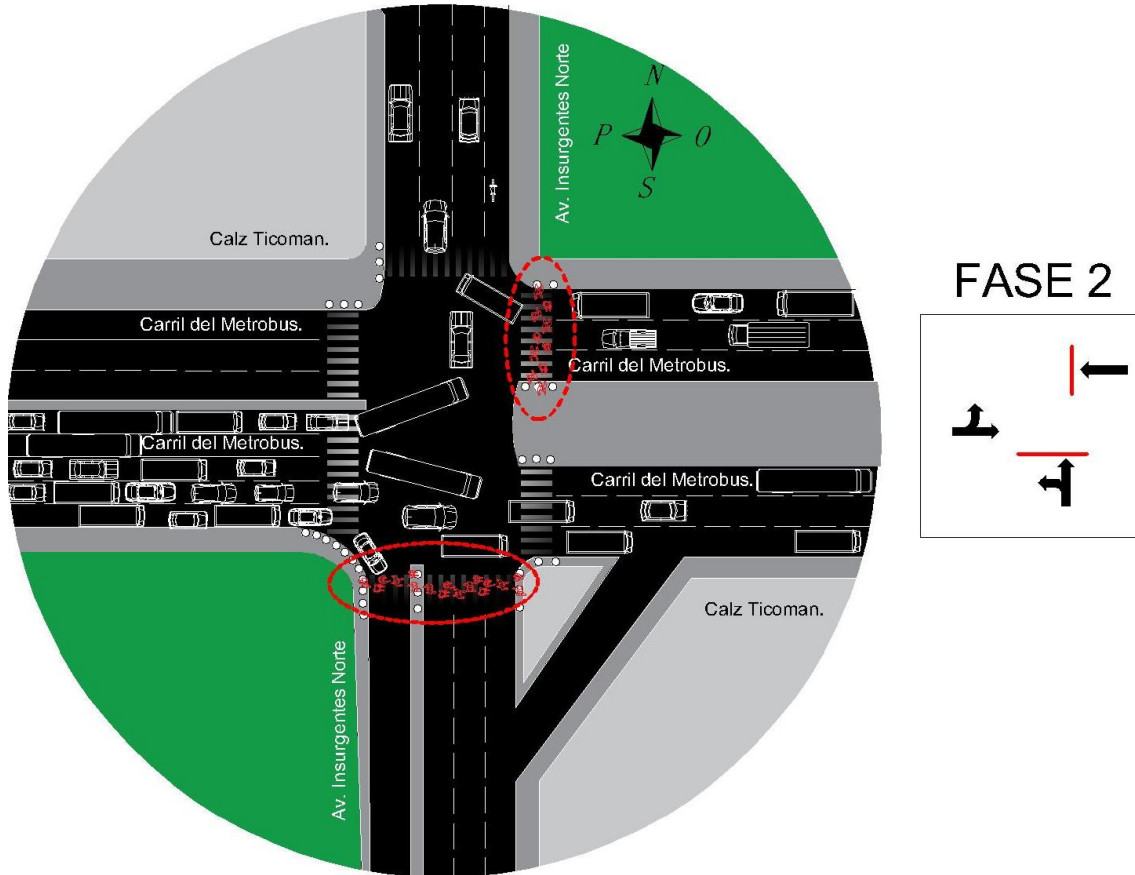 Av. Insurgentes Norte
N
P
O
S
Calz Ticoman.
FASE 2
Carril del Metrobus.
Carril del Metrobus.
Carril del Metrobus.
Carril del Metrobus.
Calz Ticoman.
Av. Insurgentes Norte